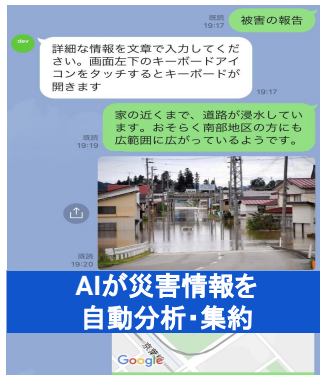 既読
19:17
被害の報告
dev
詳細な情報を文章で入力してくだ
さい。画面左下のキーボードアイ
コンをタッチするとキーボードが
開きます
19:17
家の近くまで、道路が浸水してい
ます。おそらく南部地区の方にも
広範囲に広がっているようです。
既読
19:19
既読
19:20
AIが災害情報を
自動分析・集約
京葉
Google